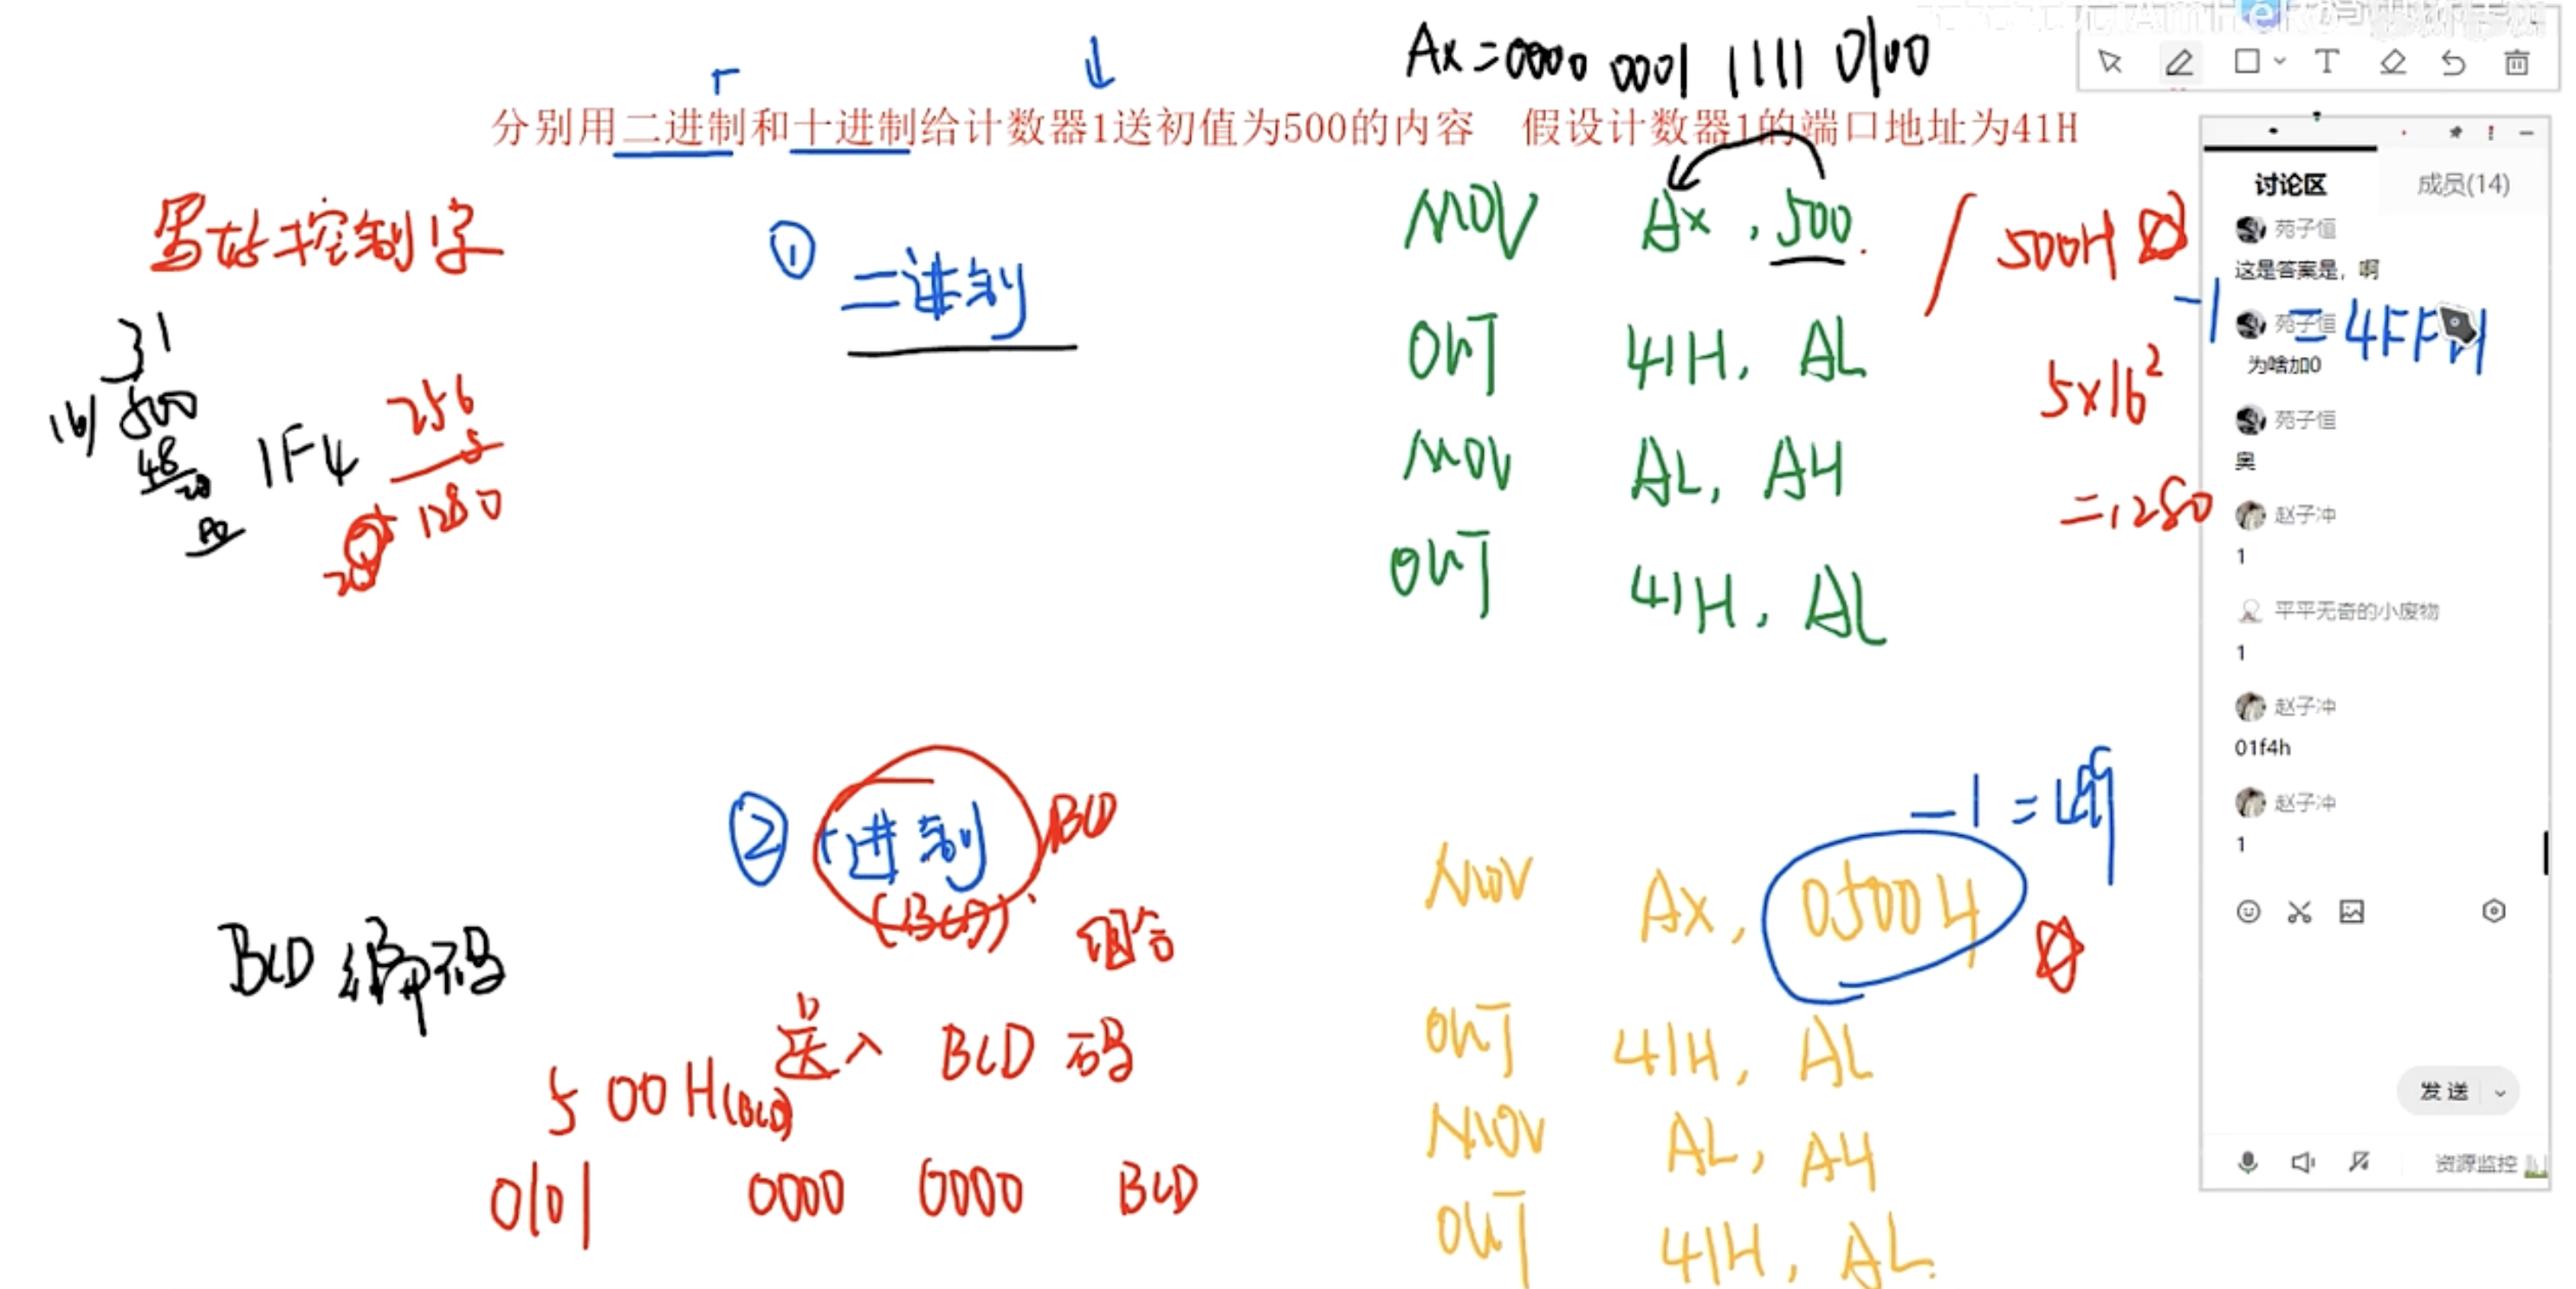 Ax=0000 0001 1111 0100
分别用二进制和十进制给计数器1送初值为500的内容 假设计数器1的端口地址为41H
写好控制字
① 二进制
MOV Ax, 500.
/ 500H
-1 = 4FFH
OUT 41H, AL
5x16²
MOV AL, AH
=1280
OUT 41H, AL
31
16) 500
48
20
1F4
256
5
1280
② 十进制 BCD
(BCD)
组合
BCD编码
送入 BCD 码
500H(BCD)
0101 0000 0000 BCD
-1 = 499
MOV Ax, 0500H
OUT 41H, AL
MOV AL, AH
OUT 41H, AL.
讨论区 成员(14)
苑子恒
这是答案是，啊
苑子恒
为啥加0
苑子恒
奥
赵子冲
1
平平无奇的小废物
1
赵子冲
01f4h
赵子冲
1
发送
资源监控